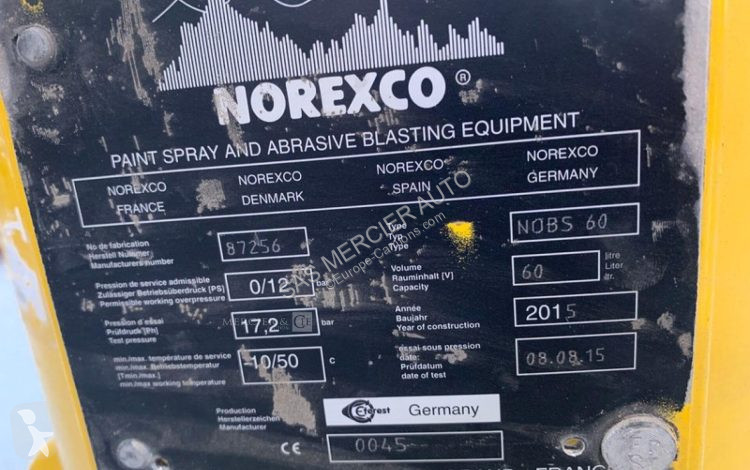 NOREXCO ®
PAINT SPRAY AND ABRASIVE BLASTING EQUIPMENT
NOREXCO FRANCE
NOREXCO DENMARK
NOREXCO SPAIN
NOREXCO GERMANY
No de fabrication
Herstell Nummer
Manufacturers number
87256
Type
Typ
Type
NOBS 60
Pression de service admissible
Zulässiger Betriebsüberdruck [PS]
Permissible working overpressure
0/12 bar
Volume
Rauminhalt [V]
Capacity
60
litre
Liter
ltr.
Pression d'essai
Prüfdruck [Ph]
Test pressure
17,2 bar
Année
Baujahr
Year of construction
2015
min./max. température de service
min./max. Betriebstemperatur
[Tmin./max.]
min/max working temperature
-10/50 C
essai sous pression
date:
Prüfdatum
date of test
08.08.15
Production
Herstellerzeichen
Manufacturer
Eterest Germany
CE
0045
SAS MERCIER AUTO
Europe-Camions.com